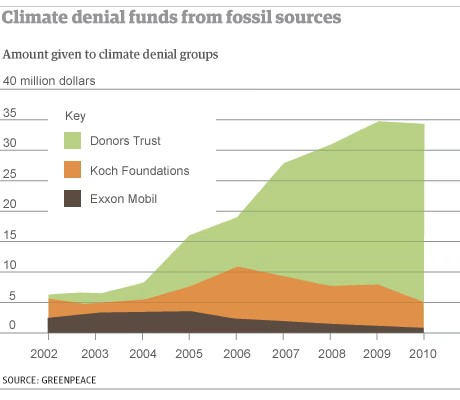 Climate denial funds from fossil sources
Amount given to climate denial groups
40 million dollars
35
30
25
20
15
10
5
0
Key
Donors Trust
Koch Foundations
Exxon Mobil
2002 2003 2004 2005 2006 2007 2008 2009 2010
SOURCE: GREENPEACE